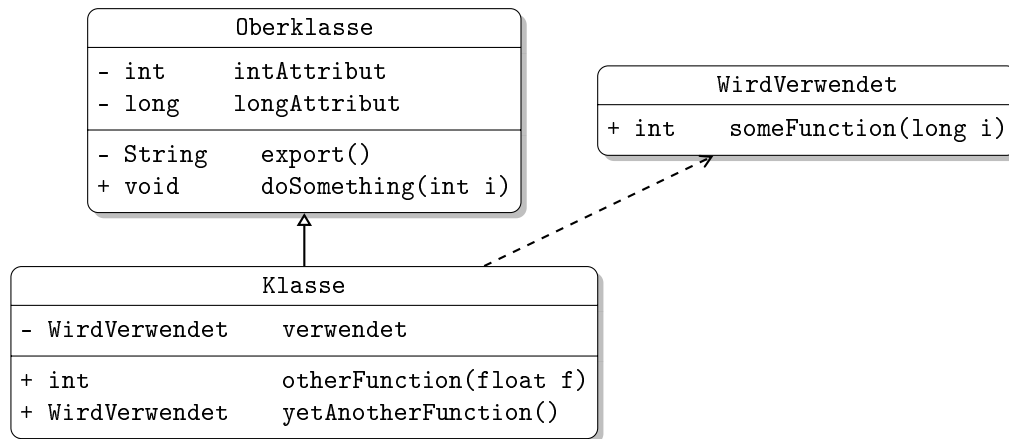 Oberklasse
- int intAttribut
- long longAttribut
- String export()
+ void doSomething(int i)
WirdVerwendet
+ int someFunction(long i)
Klasse
- WirdVerwendet verwendet
+ int otherFunction(float f)
+ WirdVerwendet yetAnotherFunction()